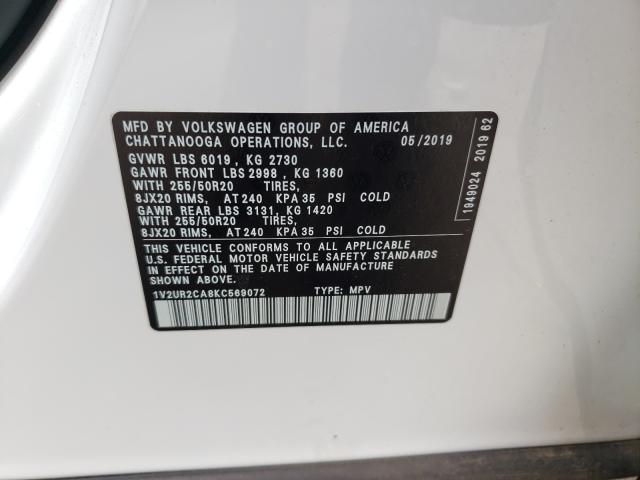 MFD BY VOLKSWAGEN GROUP OF AMERICA
CHATTANOOGA OPERATIONS, LLC. 05/2019
GVWR LBS 6019 , KG 2730
GAWR FRONT LBS 2998 , KG 1360
WITH 255/50R20 TIRES,
8JX20 RIMS, AT 240 KPA 35 PSI COLD
GAWR REAR LBS 3131, KG 1420
WITH 255/50R20 TIRES,
8JX20 RIMS, AT 240 KPA 35 PSI COLD
THIS VEHICLE CONFORMS TO ALL APPLICABLE
U.S. FEDERAL MOTOR VEHICLE SAFETY STANDARDS
IN EFFECT ON THE DATE OF MANUFACTURE
SHOWN ABOVE.
1V2UR2CA8KC569072 TYPE: MPV
1949024 2019 62